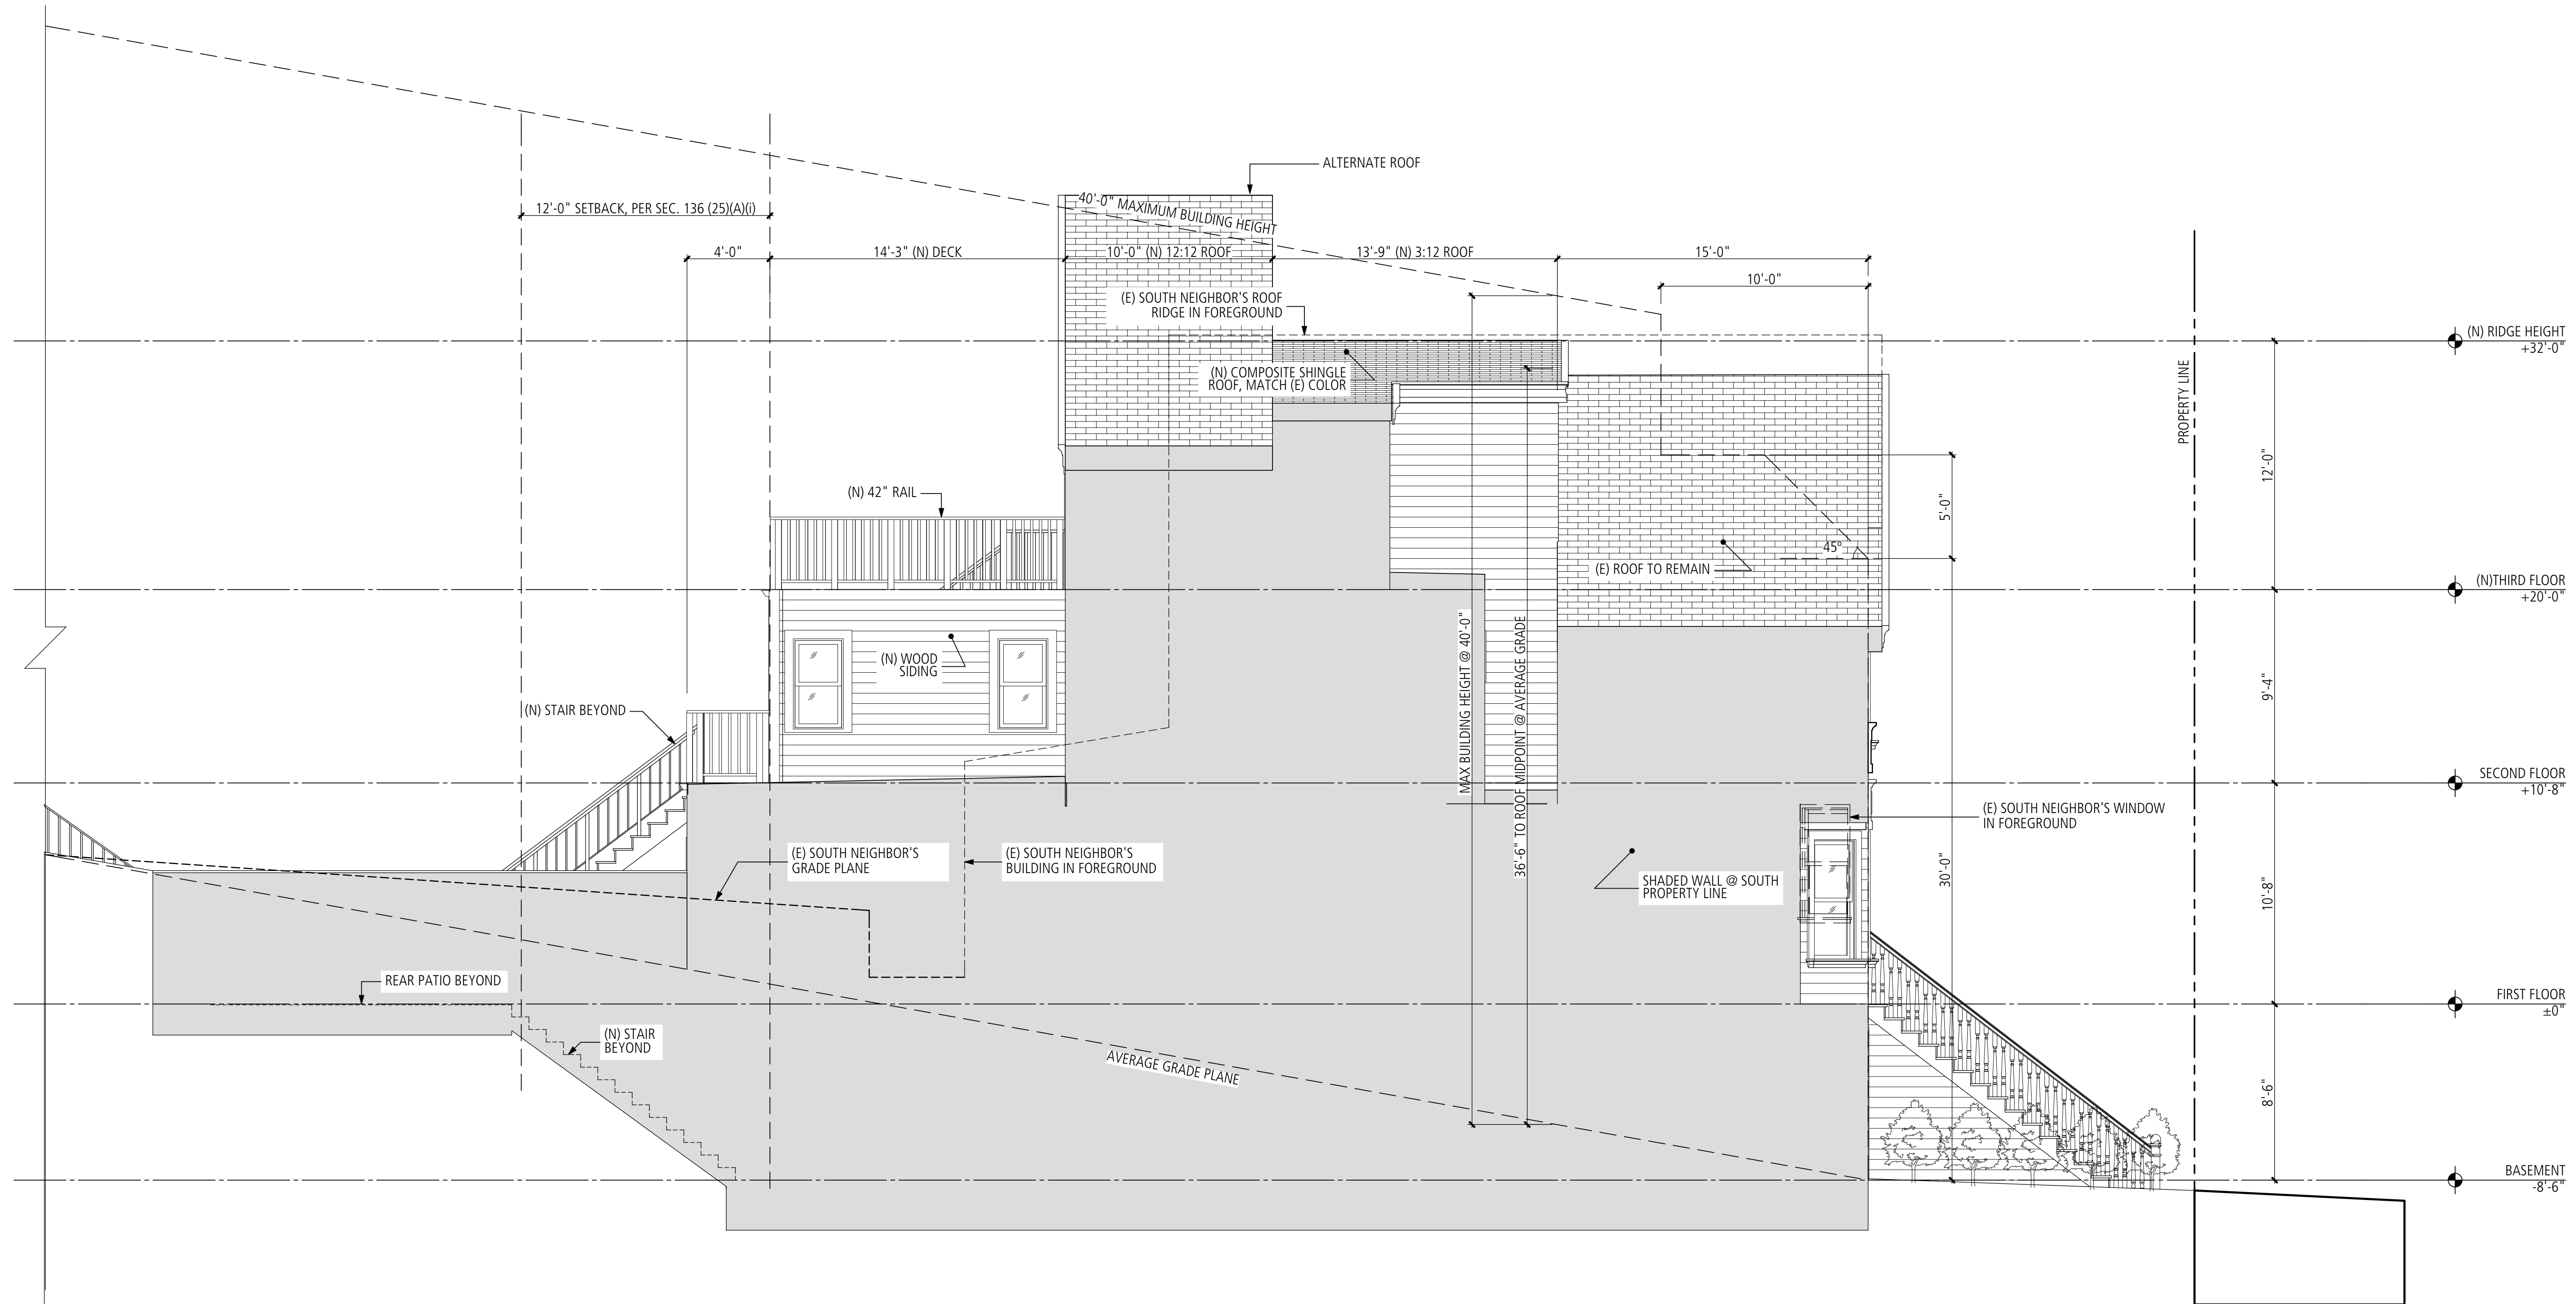 ALTERNATE ROOF
40'-0" MAXIMUM BUILDING HEIGHT
12'-0" SETBACK, PER SEC. 136 (25)(A)(i)
4'-0"
14'-3" (N) DECK
10'-0" (N) 12:12 ROOF
13'-9" (N) 3:12 ROOF
15'-0"
10'-0"
(E) SOUTH NEIGHBOR'S ROOF
RIDGE IN FOREGROUND
(N) RIDGE HEIGHT
+32'-0"
(N) COMPOSITE SHINGLE
ROOF, MATCH (E) COLOR
PROPERTY LINE
12'-0"
(N) 42" RAIL
5'-0"
45°
(E) ROOF TO REMAIN
(N)THIRD FLOOR
+20'-0"
(N) WOOD
SIDING
MAX BUILDING HEIGHT @ 40'-0"
36'-6" TO ROOF MIDPOINT @ AVERAGE GRADE
9'-4"
(N) STAIR BEYOND
SECOND FLOOR
+10'-8"
(E) SOUTH NEIGHBOR'S WINDOW
IN FOREGROUND
(E) SOUTH NEIGHBOR'S
GRADE PLANE
(E) SOUTH NEIGHBOR'S
BUILDING IN FOREGROUND
SHADED WALL @ SOUTH
PROPERTY LINE
30'-0"
10'-8"
REAR PATIO BEYOND
FIRST FLOOR
±0"
(N) STAIR
BEYOND
AVERAGE GRADE PLANE
8'-6"
BASEMENT
-8'-6"